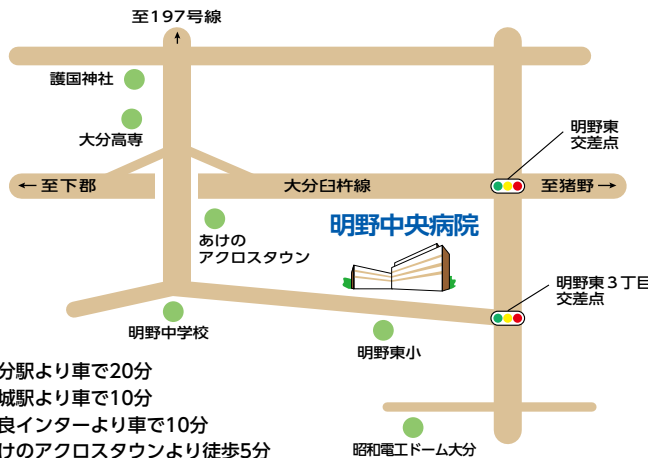 至197号線
↑
護国神社
大分高専
明野東
交差点
← 至下郡
大分臼杵線
至猪野 →
明野中央病院
あけの
アクロスタウン
明野東3丁目
交差点
明野中学校
明野東小
分駅より車で20分
城駅より車で10分
良インターより車で10分
けのアクロスタウンより徒歩5分
昭和電工ドーム大分